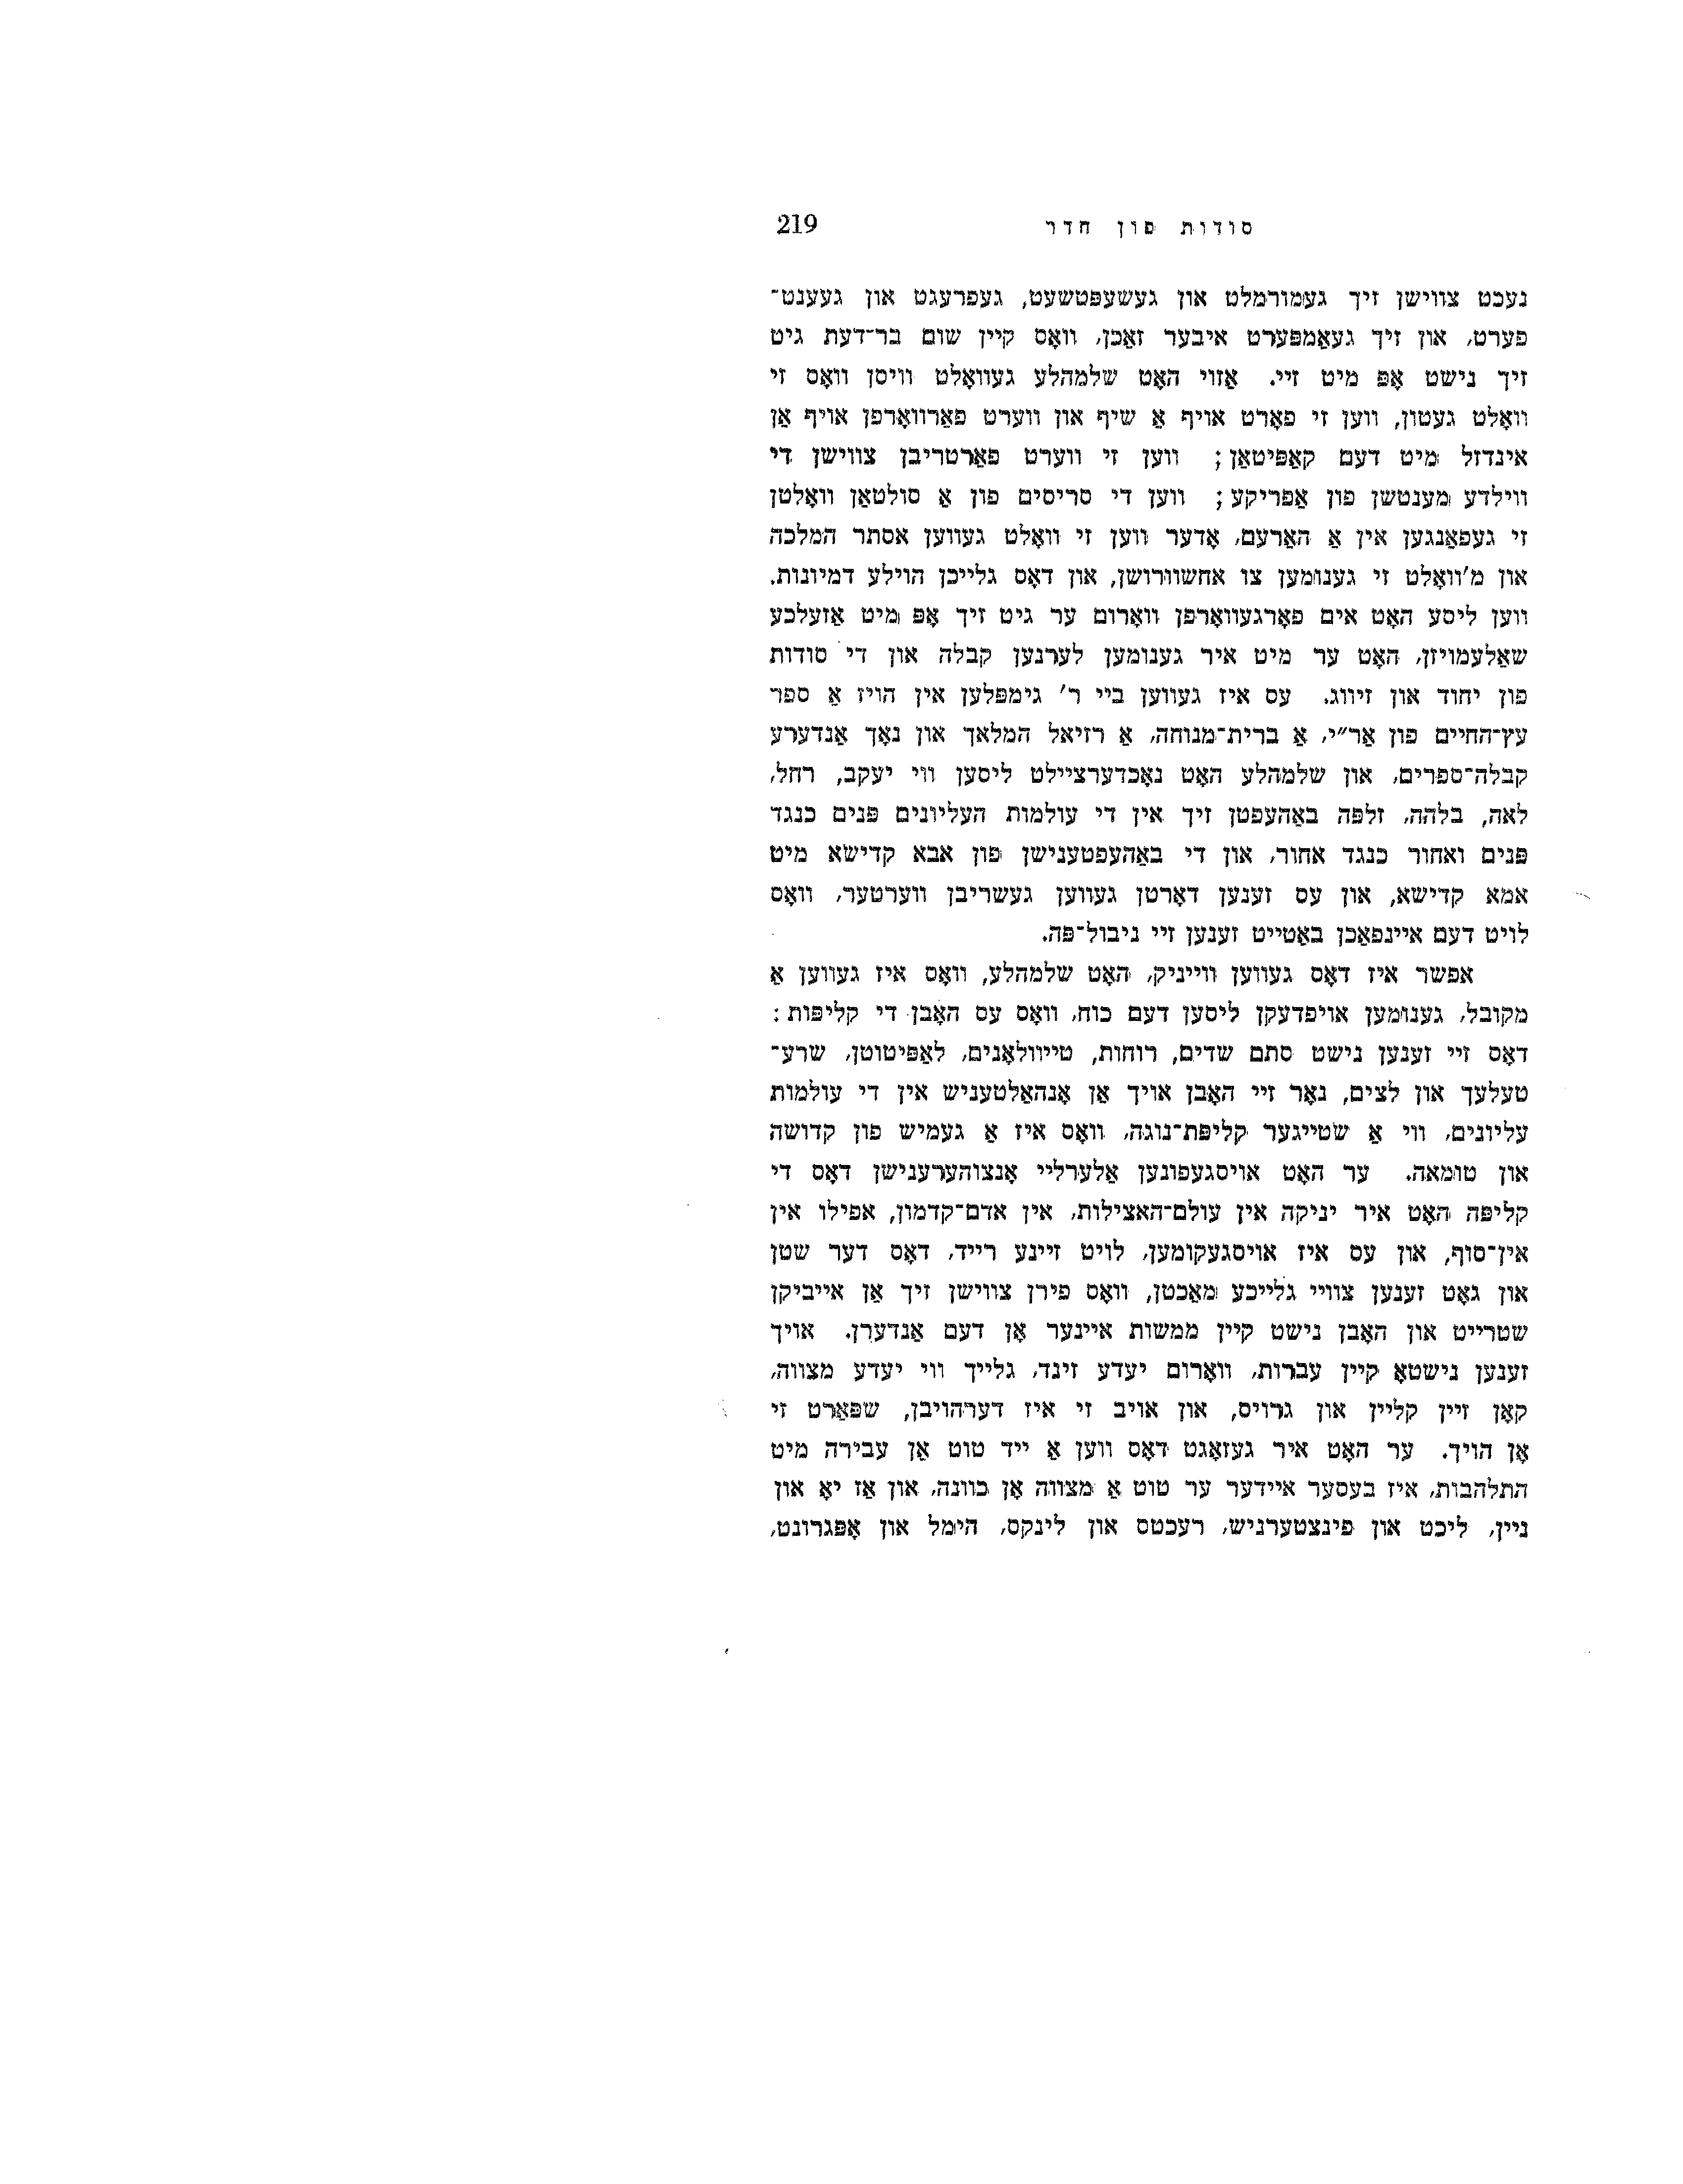 סודות פון חדר 219
נעכט צווישן זיך געמורמלט און געשעפּטשעט, געפרעגט און געענט־
פערט, און זיך געאַמפּערט איבער זאַכן, וואָס קיין שום בר־דעת גיט
זיך נישט אָפּ מיט זיי. אַזוי האָט שלמהלע געוואָלט וויסן וואָס זי
וואָלט געטון, ווען זי פאָרט אויף אַ שיף און ווערט פאַרוואָרפן אויף אַן
אינדזל מיט דעם קאַפּיטאַן; ווען זי ווערט פאַרטריבן צווישן די
ווילדע מענטשן פון אַפריקע; ווען די סריסים פון אַ סולטאַן וואָלטן
זי געפאַנגען אין אַ האַרעם, אָדער ווען זי וואָלט געווען אסתר המלכה
און מ'וואָלט זי גענומען צו אחשוורושן, און דאָס גלייכן הוילע דמיונות.
ווען ליסע האָט אים פאָרגעוואָרפן וואָרום ער גיט זיך אָפּ מיט אַזעלכע
שאַלעמויזן, האָט ער מיט איר גענומען לערנען קבלה און די סודות
פון יחוד און זיווג. עס איז געווען ביי ר' גימפּלען אין הויז אַ ספר
עץ־החיים פון אַר״י, אַ ברית־מנוחה, אַ רזיאל המלאך און נאָך אַנדערע
קבלה־ספרים, און שלמהלע האָט נאָכדערציילט ליסען ווי יעקב, רחל,
לאה, בלהה, זלפּה באַהעפטן זיך אין די עולמות העליונים פּנים כנגד
פּנים ואחור כנגד אחור, און די באַהעפטענישן פון אבא קדישא מיט
אמא קדישא, און עס זענען דאָרטן געווען געשריבן ווערטער, וואָס
לויט דעם איינפאַכן באַטייט זענען זיי ניבול־פּה.
אפשר איז דאָס געווען ווייניק, האָט שלמהלע, וואָס איז געווען אַ
מקובל, גענומען אויפדעקן ליסען דעם כוח, וואָס עס האָבן די קליפּות:
דאָס זיי זענען נישט סתם שדים, רוחות, טייוולאָנים, לאַפּיטוטן, שרע־
טעלעך און לצים, נאָר זיי האָבן אויך אַן אָנהאַלטעניש אין די עולמות
עליונים, ווי אַ שטייגער קליפּת־נוגה, וואָס איז אַ געמיש פון קדושה
און טומאה. ער האָט אויסגעפונען אַלערליי אָנצוהערענישן דאָס די
קליפּה האָט איר יניקה אין עולם־האצילות, אין אדם־קדמון, אפילו אין
אין־סוף, און עס איז אויסגעקומען, לויט זיינע רייד, דאָס דער שטן
און גאָט זענען צוויי גלייכע מאַכטן, וואָס פירן צווישן זיך אַן אייביקן
שטרייט און האָבן נישט קיין ממשות איינער אָן דעם אַנדערן. אויך
זענען נישטאָ קיין עברות, וואָרום יעדע זינד, גלייך ווי יעדע מצווה,
קאָן זיין קליין און גרויס, און אויב זי איז דערהויבן, שפּאַרט זי
אָן הויך. ער האָט איר געזאָגט דאָס ווען אַ ייד טוט אַן עבירה מיט
התלהבות, איז בעסער איידער ער טוט אַ מצווה אָן כוונה, און אַז יאָ און
ניין, ליכט און פינצטערניש, רעכטס און לינקס, הימל און אָפּגרונט,